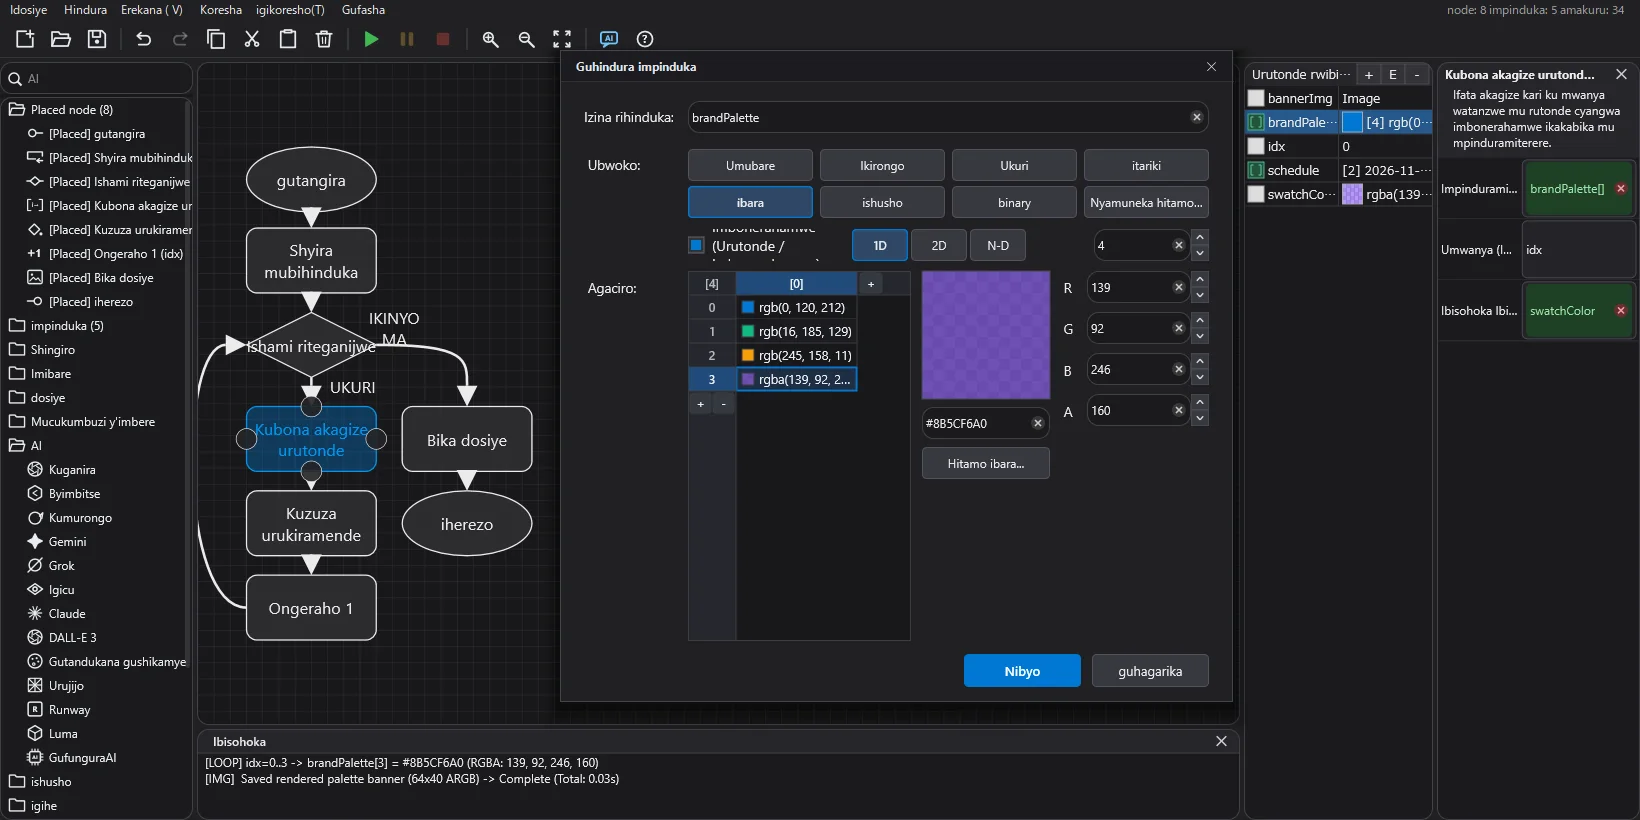 Idosiye Hindura Erekana ( V) Koresha igikoresho(T) Gufasha
node: 8 impinduka: 5 amakuru: 34
AI
Placed node (8)
[Placed] gutangira
[Placed] Shyira mubihinduk
[Placed] Ishami riteganijwe
[Placed] Kubona akagize ur
[Placed] Kuzuza urukiramer
[Placed] Ongeraho 1 (idx)
[Placed] Bika dosiye
[Placed] iherezo
impinduka (5)
Shingiro
Imibare
dosiye
Mucukumbuzi y'imbere
AI
Kuganira
Byimbitse
Kumurongo
Gemini
Grok
Igicu
Claude
DALL-E 3
Gutandukana gushikamye
Urujijo
Runway
Luma
GufunguraAI
ishusho
igihe
gutangira
Shyira
mubihinduka
Ishami riteganijwe
IKINYO
MA
UKURI
Kubona akagize
urutonde
Bika dosiye
Kuzuza
urukiramende
iherezo
Ongeraho 1
Guhindura impinduka
Izina rihinduka: brandPalette
Ubwoko: Umubare Ikirongo Ukuri itariki
ibara ishusho binary Nyamuneka hitamo...
(Urutonde /
1D 2D N-D 4
Agaciro:
[4] [0] +
0 rgb(0, 120, 212)
1 rgb(16, 185, 129)
2 rgb(245, 158, 11)
3 rgba(139, 92, 2...
+ -
#8B5CF6A0
Hitamo ibara...
R 139
G 92
B 246
A 160
Nibyo guhagarika
Urutonde rwibi... + E -
bannerImg Image
brandPale... [4] rgb(0...
idx 0
schedule [2] 2026-11-...
swatchCo... rgba(139...
Kubona akagize urutond...
Ifata akagize kari ku mwanya
watanzwe mu rutonde cyangwa
imbonerahamwe ikakabika mu
mpinduramiterere.
Impindurami... brandPalette[]
Umwanya (I... idx
Ibisohoka Ibi... swatchColor
Ibisohoka
[LOOP] idx=0..3 -> brandPalette[3] = #8B5CF6A0 (RGBA: 139, 92, 246, 160)
[IMG] Saved rendered palette banner (64x40 ARGB) -> Complete (Total: 0.03s)